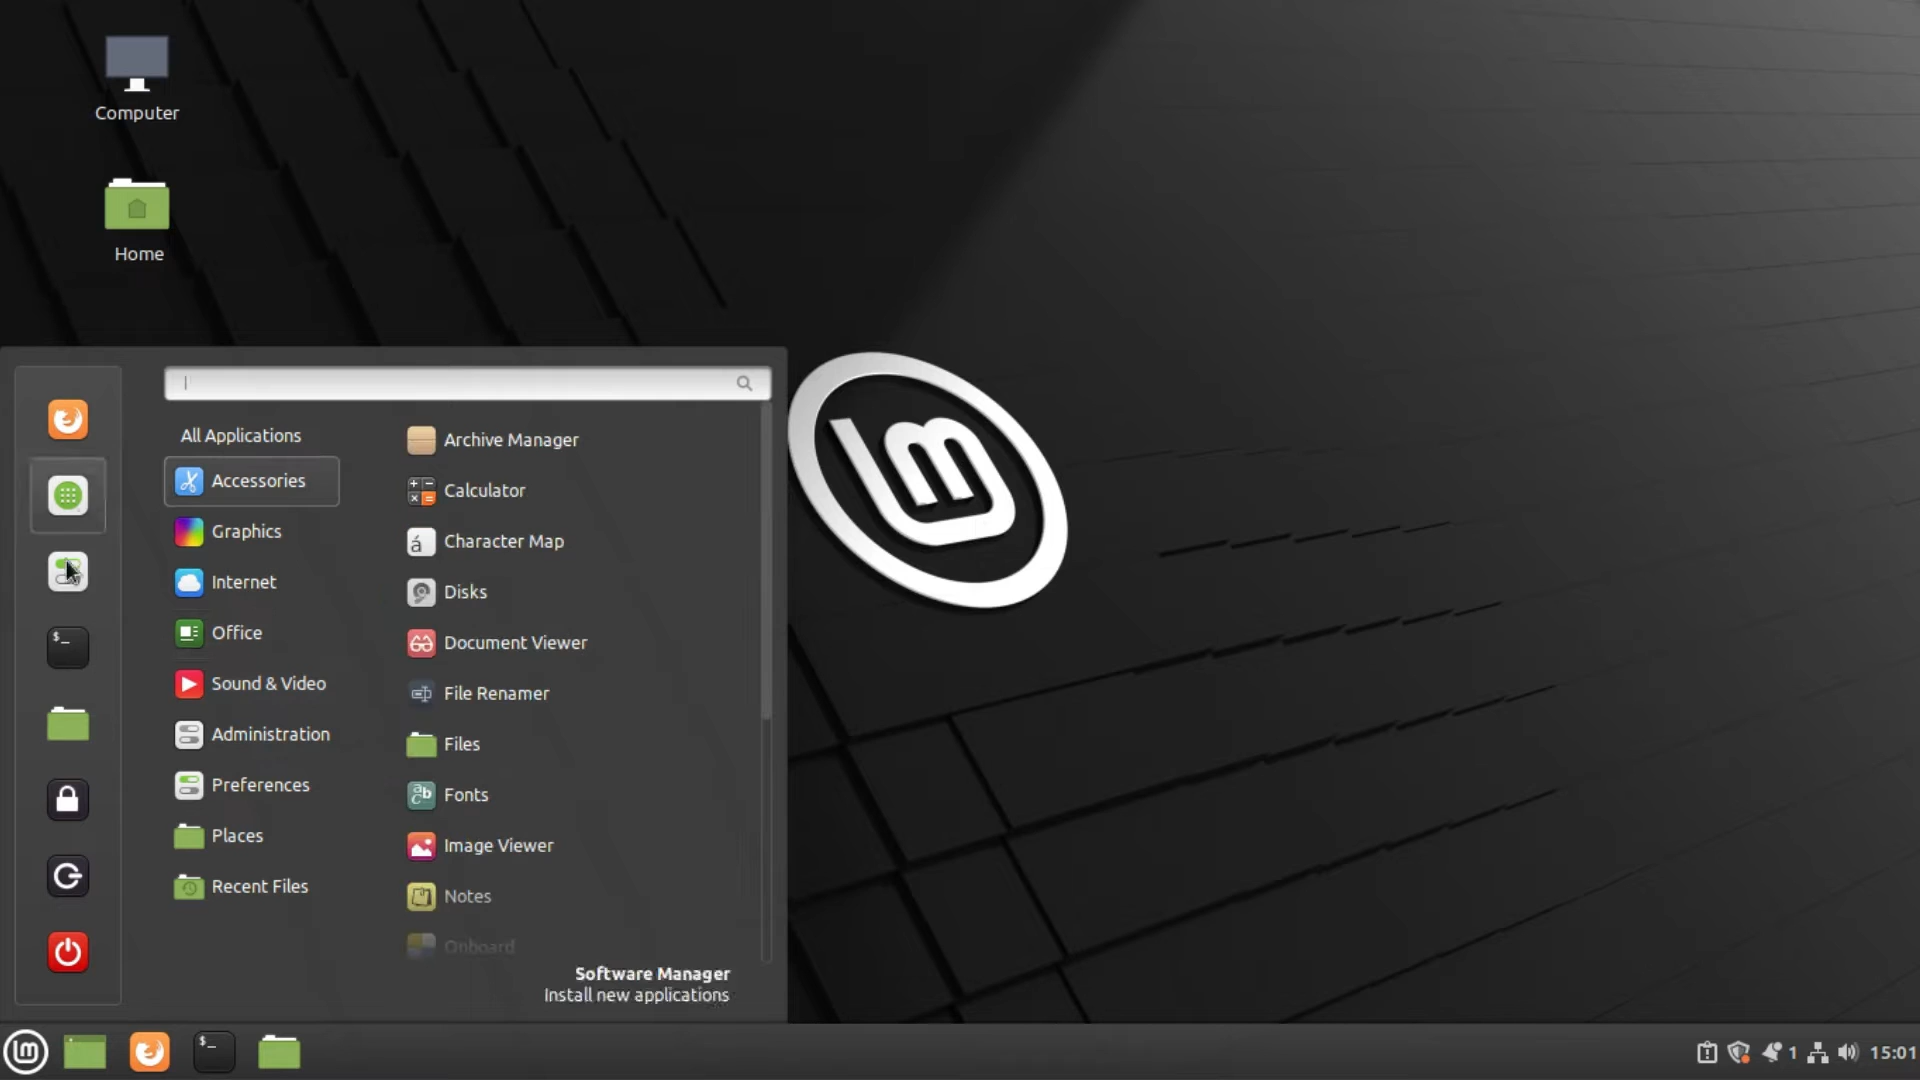 Computer
Home
All Applications
Accessories
Graphics
Internet
Office
Sound & Video
Administration
Preferences
Places
Recent Files
Archive Manager
Calculator
Character Map
Disks
Document Viewer
File Renamer
Files
Fonts
Image Viewer
Notes
Onboard
Software Manager
Install new applications
1
15:01